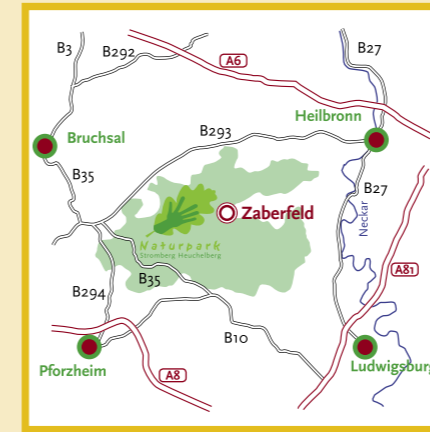 B3
B292
B27
A6
Heilbronn
Bruchsal
B293
B35
B27
Zaberfeld
Neckar
Naturpark
Stromberg Heuchelberg
B35
A81
B294
B10
Pforzheim
A8
Ludwigsburg